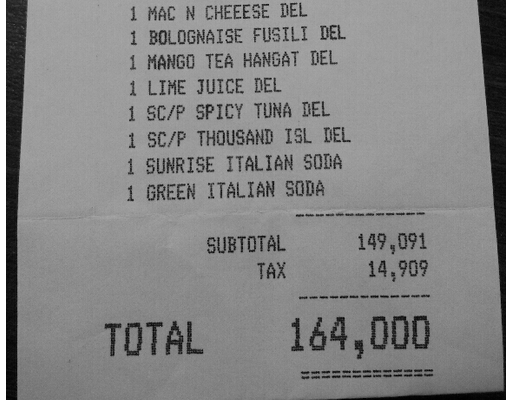 1 MAC N CHEEESE DEL
1 BOLOGNAISE FUSILI DEL
1 MANGO TEA HANGAT DEL
1 LIME JUICE DEL
1 SC/P SPICY TUNA DEL
1 SC/P THOUSAND ISL DEL
1 SUNRISE ITALIAN SODA
1 GREEN ITALIAN SODA
SUBTOTAL 149,091
TAX 14,909
TOTAL 164,000